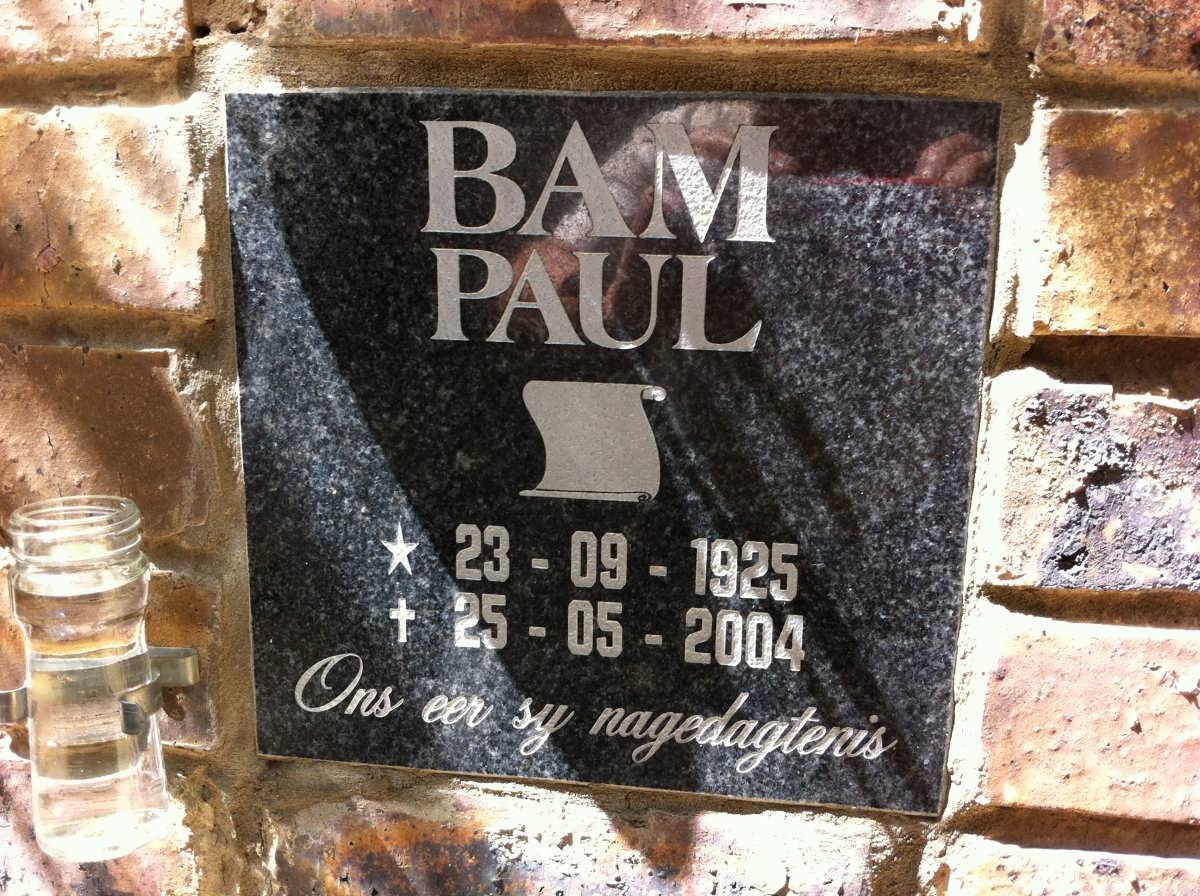 BAM
PAUL
23 - 09 - 1925
25 - 05 - 2004
Ons eer sy nagedagtenis